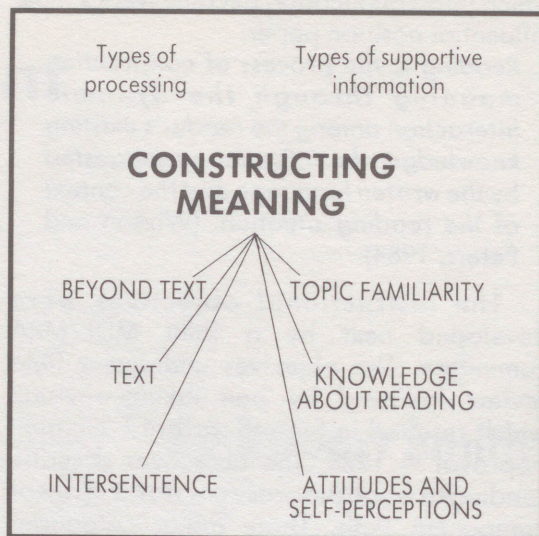 Types of
processing
Types of supportive
information
CONSTRUCTING
MEANING
BEYOND TEXT
TOPIC FAMILIARITY
TEXT
KNOWLEDGE
ABOUT READING
INTERSENTENCE
ATTITUDES AND
SELF-PERCEPTIONS